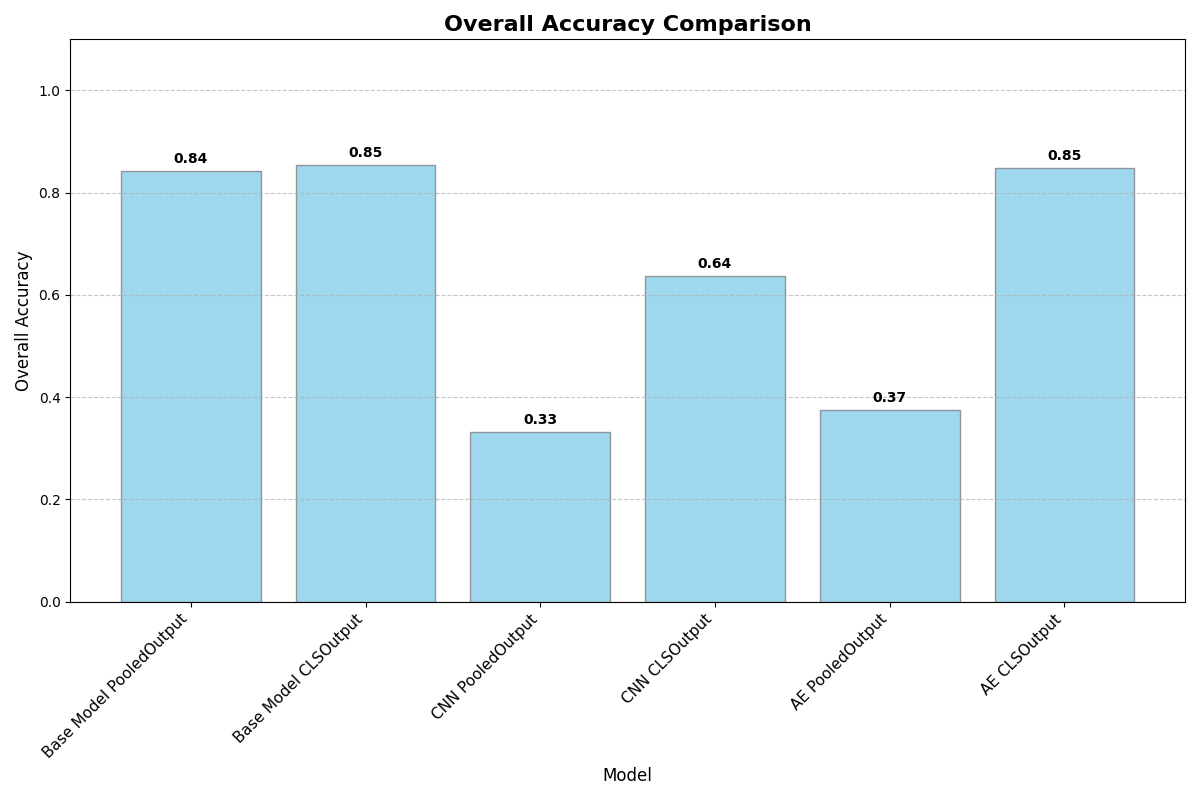 Overall Accuracy Comparison
Overall Accuracy
1.0
0.8
0.6
0.4
0.2
0.0
0.84
0.85
0.33
0.64
0.37
0.85
Base Model PooledOutput
Base Model CLSOutput
CNN PooledOutput
CNN CLSOutput
AE PooledOutput
AE CLSOutput
Model